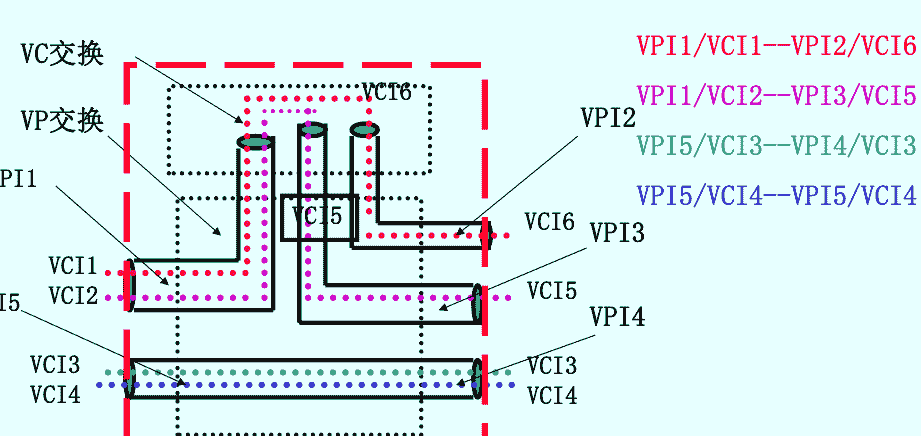 VPI1/VCI1--VPI2/VCI6
VC交换
VCI6
VPI1/VCI2--VPI3/VCI5
VP交换
VPI2
VPI5/VCI3--VPI4/VCI3
PI1
VPI5/VCI4--VPI5/VCI4
VCI5
VCI6
VPI3
VCI1
VCI2
VCI5
I5
VPI4
VCI3
VCI3
VCI4
VCI4